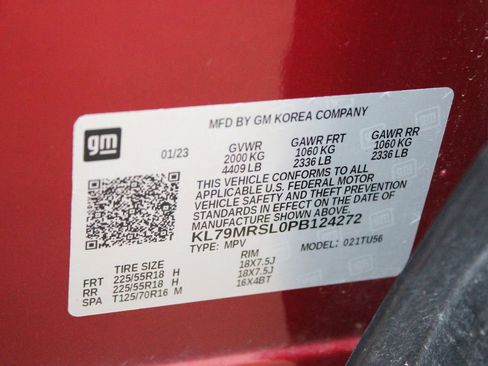 MFD BY GM KOREA COMPANY
gm
01/23 GVWR GAWR FRT GAWR RR
2000 KG 1060 KG 1060 KG
4409 LB 2336 LB 2336 LB
THIS VEHICLE CONFORMS TO ALL
APPLICABLE U.S. FEDERAL MOTOR
VEHICLE SAFETY AND THEFT PREVENTION
STANDARDS IN EFFECT ON THE DATE OF
MANUFACTURE SHOWN ABOVE.
KL79MRSL0PB124272
TYPE: MPV MODEL: 021TU56
TIRE SIZE RIM
FRT 225/55R18 H 18X7.5J
RR 225/55R18 H 18X7.5J
SPA T125/70R16 M 16X4BT